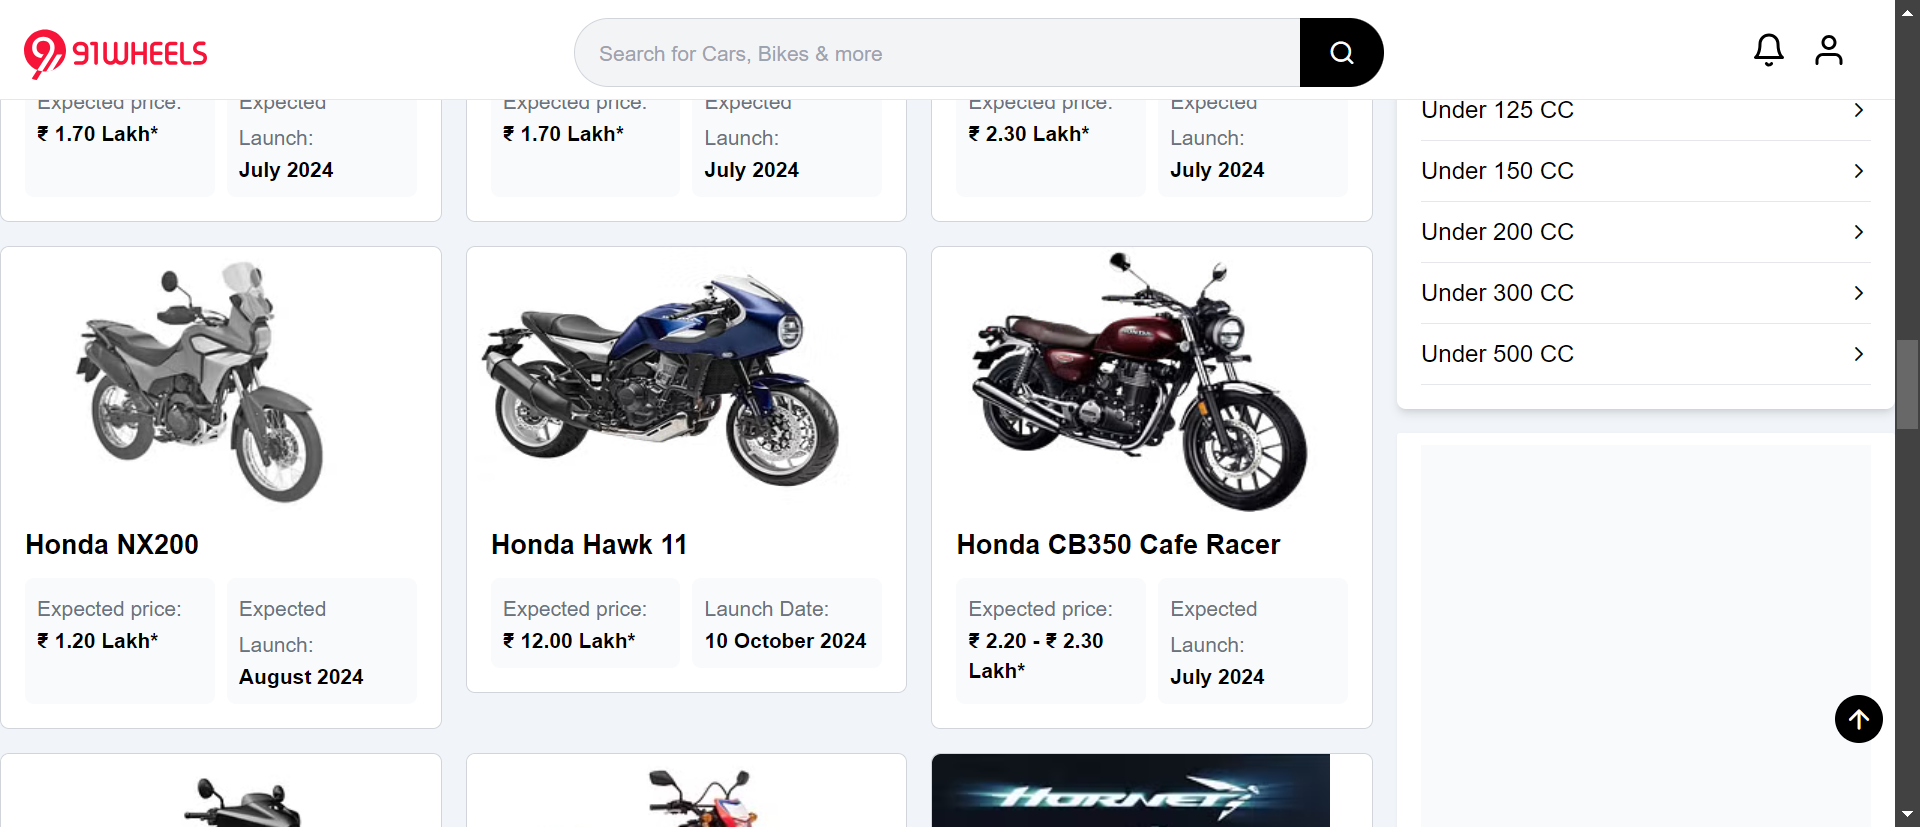 91WHEELS
Search for Cars, Bikes & more
Expected price:
₹ 1.70 Lakh*
Expected
Launch:
July 2024
Expected price:
₹ 1.70 Lakh*
Expected
Launch:
July 2024
Expected price:
₹ 2.30 Lakh*
Expected
Launch:
July 2024
Under 125 CC
Under 150 CC
Under 200 CC
Under 300 CC
Under 500 CC
HONDA
Honda NX200
Expected price:
₹ 1.20 Lakh*
Expected
Launch:
August 2024
Honda Hawk 11
Expected price:
₹ 12.00 Lakh*
Launch Date:
10 October 2024
Honda CB350 Cafe Racer
Expected price:
₹ 2.20 - ₹ 2.30
Lakh*
Expected
Launch:
July 2024
HORNET